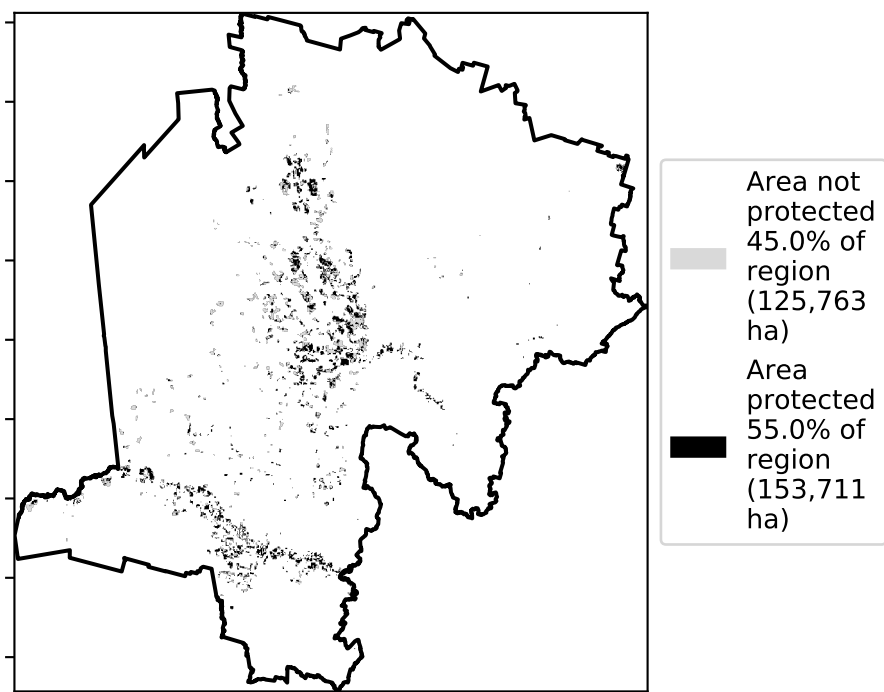 Area not
protected
45.0% of
region
(125,763
ha)
Area
protected
55.0% of
region
(153,711
ha)